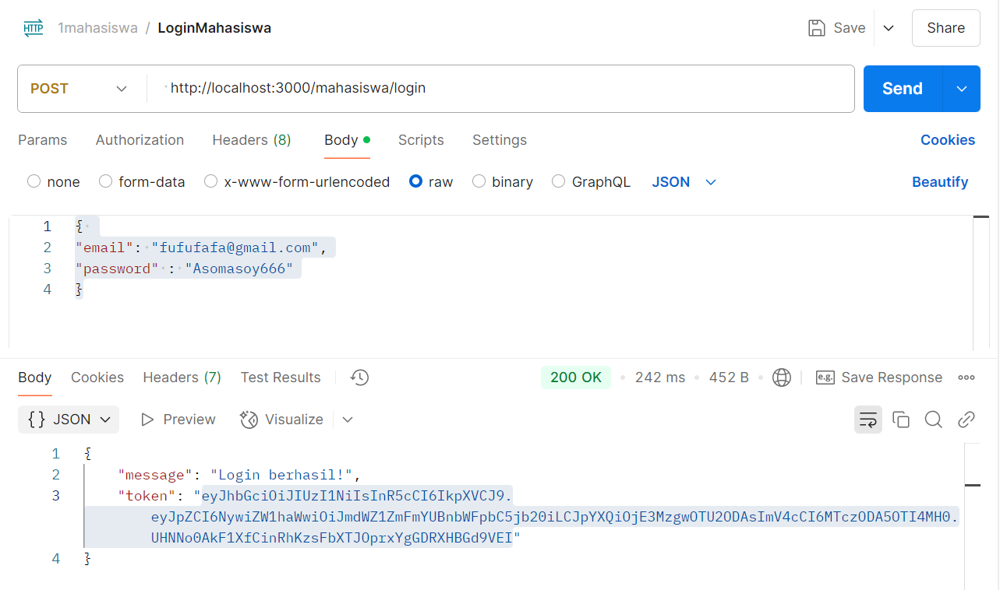 HTTP 1mahasiswa / LoginMahasiswa Save Share
POST http://localhost:3000/mahasiswa/login Send
Params Authorization Headers (8) Body Scripts Settings Cookies
none form-data x-www-form-urlencoded raw binary GraphQL JSON Beautify
1 {
2 "email": "fufufafa@gmail.com",
3 "password" : "Asomasoy666"
4 }
Body Cookies Headers (7) Test Results 200 OK 242 ms 452 B e.g. Save Response
{} JSON Preview Visualize
1 {
2 "message": "Login berhasil!",
3 "token": "eyJhbGciOiJIUzI1NiIsInR5cCI6IkpXVCJ9.
eyJpZCI6NywiZW1haWwiOiJmdWZ1ZmFmYUBnbWFpbC5jb20iLCJpYXQiOjE3MzgwOTU2ODAsImV4cCI6MTczODA5OTI4MH0.
UHNNo0AkF1XfCinRhKzsFbXTJOprxYgGDRXHBGd9VEI"
4 }